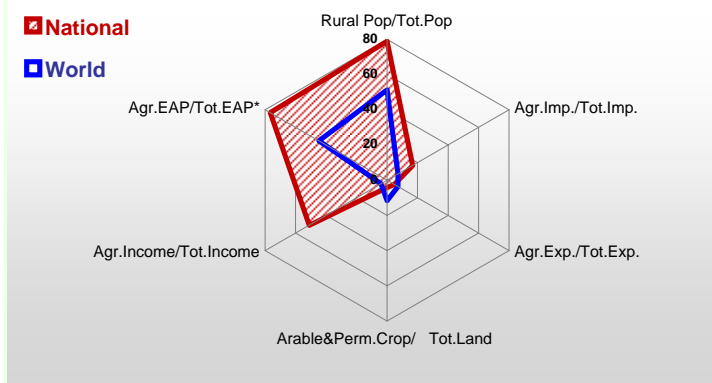 National
World
Rural Pop/Tot.Pop
80
60
40
20
0
Agr.EAP/Tot.EAP*
Agr.Imp./Tot.Imp.
Agr.Income/Tot.Income
Agr.Exp./Tot.Exp.
Arable&Perm.Crop/ Tot.Land